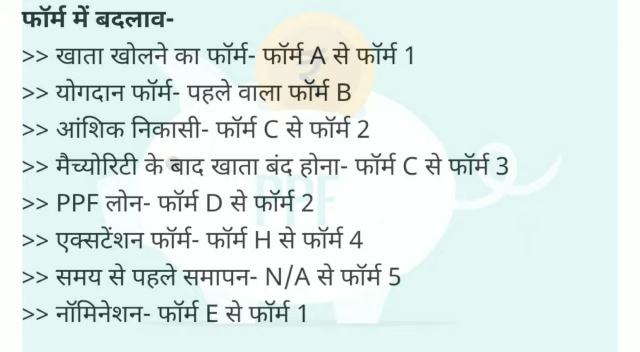 फॉर्म में बदलाव-
>> खाता खोलने का फॉर्म- फॉर्म A से फॉर्म 1
>> योगदान फॉर्म- पहले वाला फॉर्म B
>> आंशिक निकासी- फॉर्म C से फॉर्म 2
>> मैच्योरिटी के बाद खाता बंद होना- फॉर्म C से फॉर्म 3
>> PPF लोन- फॉर्म D से फॉर्म 2
>> एक्सटेंशन फॉर्म- फॉर्म H से फॉर्म 4
>> समय से पहले समापन- N/A से फॉर्म 5
>> नॉमिनेशन- फॉर्म E से फॉर्म 1
PPF